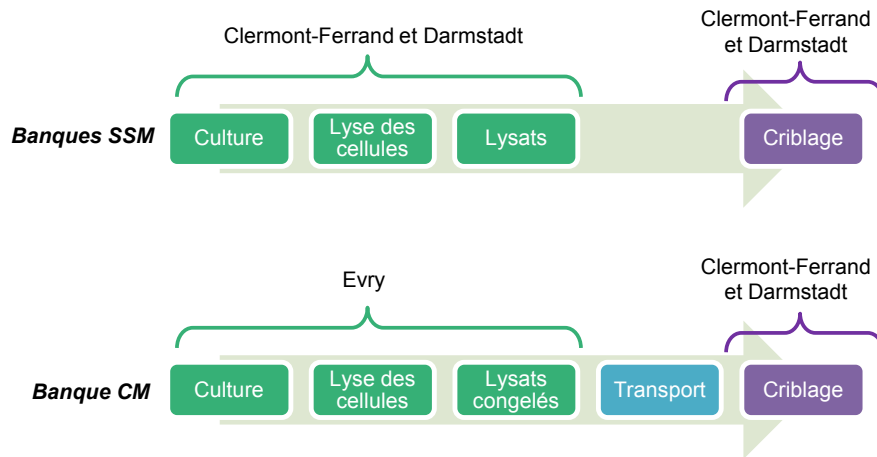 Clermont-Ferrand et Darmstadt
Clermont-Ferrand
et Darmstadt
Banques SSM
Culture
Lyse des
cellules
Lysats
Criblage
Evry
Clermont-Ferrand
et Darmstadt
Banque CM
Culture
Lyse des
cellules
Lysats
congelés
Transport
Criblage